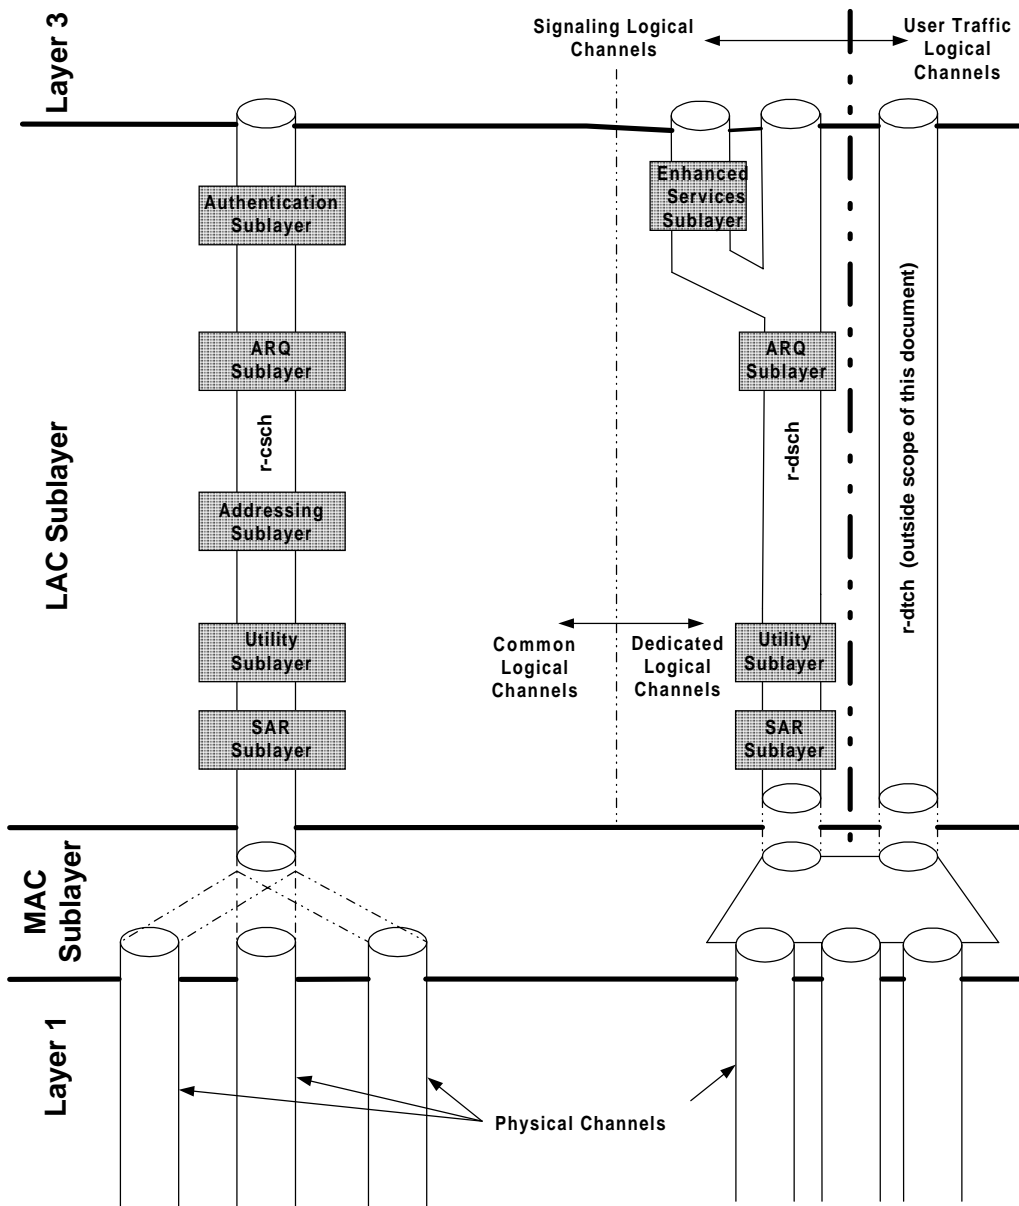 Layer 3
Signaling Logical
Channels
User Traffic
Logical
Channels
Authentication
Sublayer
Enhanced
Services
Sublayer
ARQ
Sublayer
ARQ
Sublayer
LAC Sublayer
r-csch
r-dsch
r-dtch (outside scope of this document)
Addressing
Sublayer
Utility
Sublayer
Common
Logical
Channels
Dedicated
Logical
Channels
Utility
Sublayer
SAR
Sublayer
SAR
Sublayer
MAC
Sublayer
Layer 1
Physical Channels